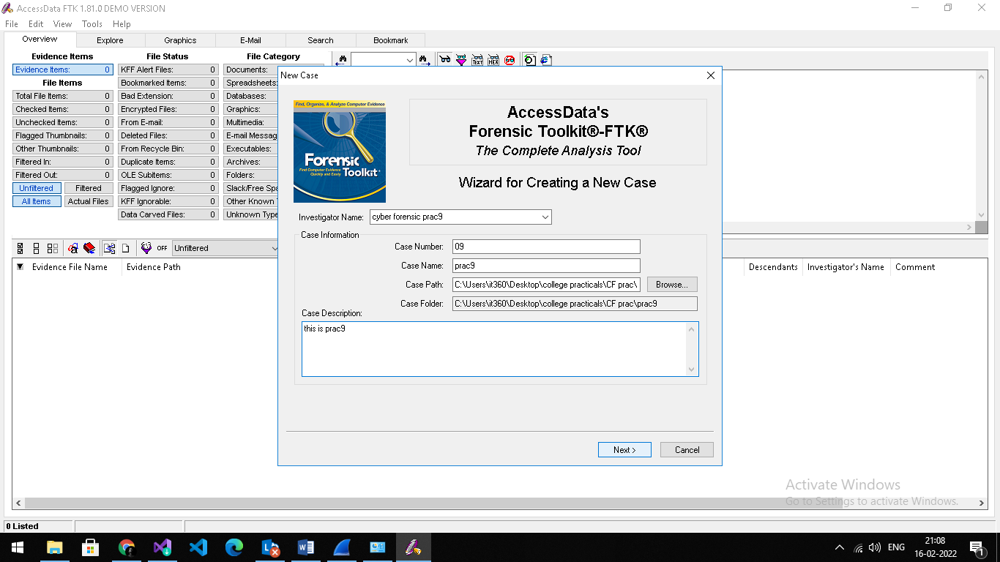 AccessData FTK 1.81.0 DEMO VERSION
File Edit View Tools Help
Overview Explore Graphics E-Mail Search Bookmark
Evidence Items File Status File Category
Evidence Items: 0 KFF Alert Files: 0 Documents:
File Items Bookmarked Items: 0 Spreadsheets:
Total File Items: 0 Bad Extension: 0 Databases:
Checked Items: 0 Encrypted Files: 0 Graphics:
Unchecked Items: 0 From E-mail: 0 Multimedia:
Flagged Thumbnails: 0 Deleted Files: 0 E-mail Messag
Other Thumbnails: 0 From Recycle Bin: 0 Executables:
Filtered In: 0 Duplicate Items: 0 Archives:
Filtered Out: 0 OLE Subitems: 0 Folders:
Unfiltered Filtered Flagged Ignore: 0 Slack/Free Spa
All Items Actual Files KFF Ignorable: 0 Other Known
Data Carved Files: 0 Unknown Type
TEXT HEX
OFF Unfiltered
Evidence File Name Evidence Path Descendants Investigator's Name Comment
New Case
Find, Organize, & Analyze Computer Evidence
Forensic
Find Computer Evidence
Quickly and Easily
Toolkit
AccessData's
Forensic Toolkit®-FTK®
The Complete Analysis Tool
Wizard for Creating a New Case
Investigator Name: cyber forensic prac9
Case Information
Case Number: 09
Case Name: prac9
Case Path: C:\Users\it360\Desktop\college practicals\CF prac\ Browse...
Case Folder: C:\Users\it360\Desktop\college practicals\CF prac\prac9
Case Description:
this is prac9
Next > Cancel
Activate Windows
Go to Settings to activate Windows.
0 Listed
ENG 21:08
16-02-2022
1